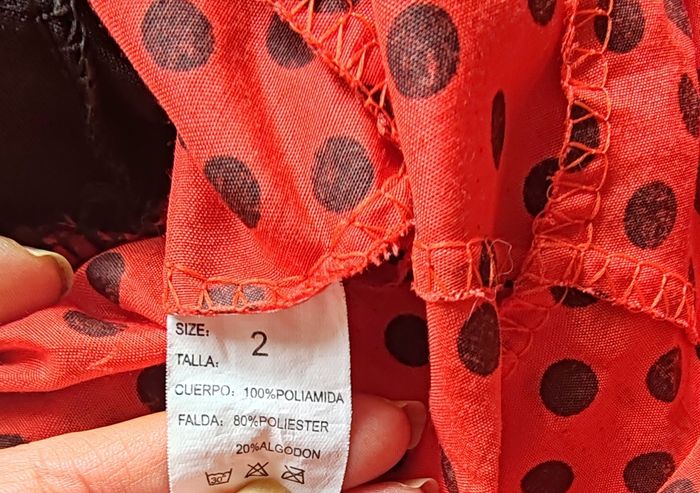 SIZE: 2
TALLA:
CUERPO: 100%POLIAMIDA
FALDA: 80%POLIESTER
20%ALGODON
30°